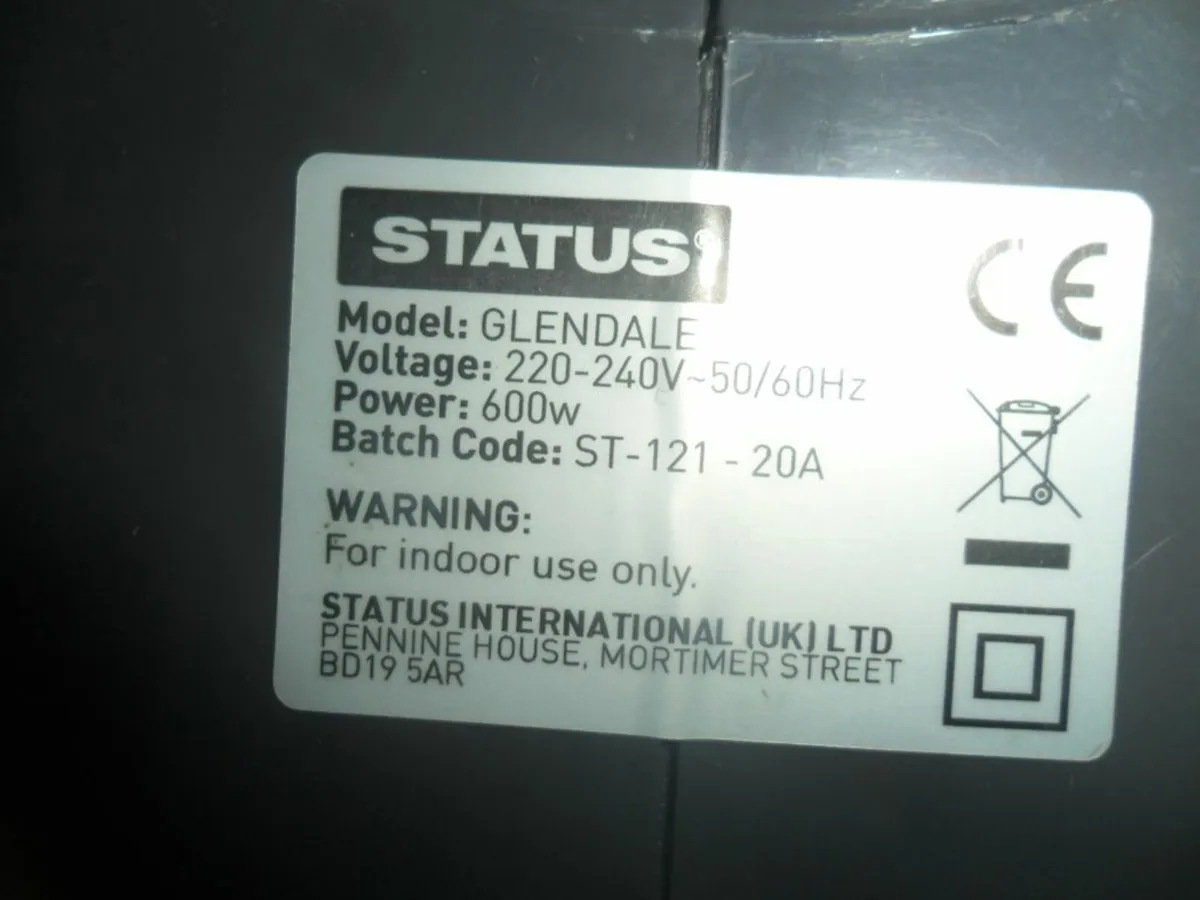 STATUS®
CE
Model: GLENDALE
Voltage: 220-240V~50/60Hz
Power: 600w
Batch Code: ST-121 - 20A
WARNING:
For indoor use only.
STATUS INTERNATIONAL (UK) LTD
PENNINE HOUSE, MORTIMER STREET
BD19 5AR